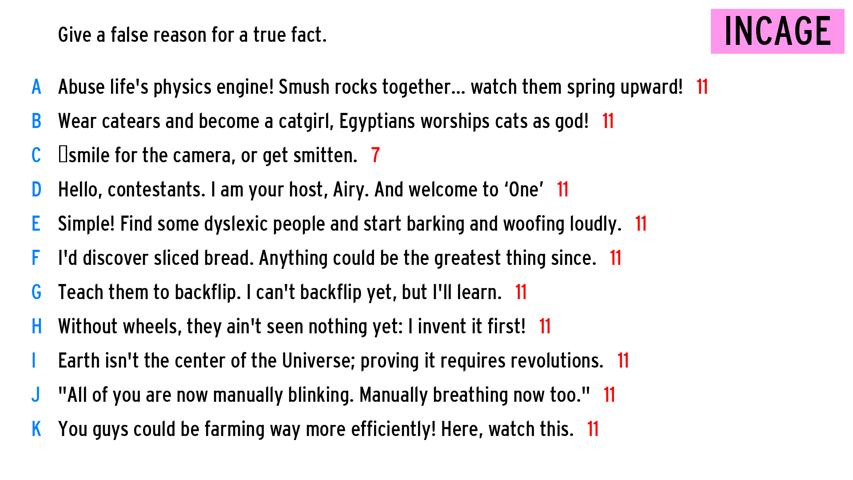 Give a false reason for a true fact.
INCAGE
A Abuse life's physics engine! Smush rocks together... watch them spring upward! 11
B Wear catears and become a catgirl, Egyptians worships cats as god! 11
C smile for the camera, or get smitten. 7
D Hello, contestants. I am your host, Airy. And welcome to ‘One’ 11
E Simple! Find some dyslexic people and start barking and woofing loudly. 11
F I'd discover sliced bread. Anything could be the greatest thing since. 11
G Teach them to backflip. I can't backflip yet, but I'll learn. 11
H Without wheels, they ain't seen nothing yet: I invent it first! 11
I Earth isn't the center of the Universe; proving it requires revolutions. 11
J "All of you are now manually blinking. Manually breathing now too." 11
K You guys could be farming way more efficiently! Here, watch this. 11